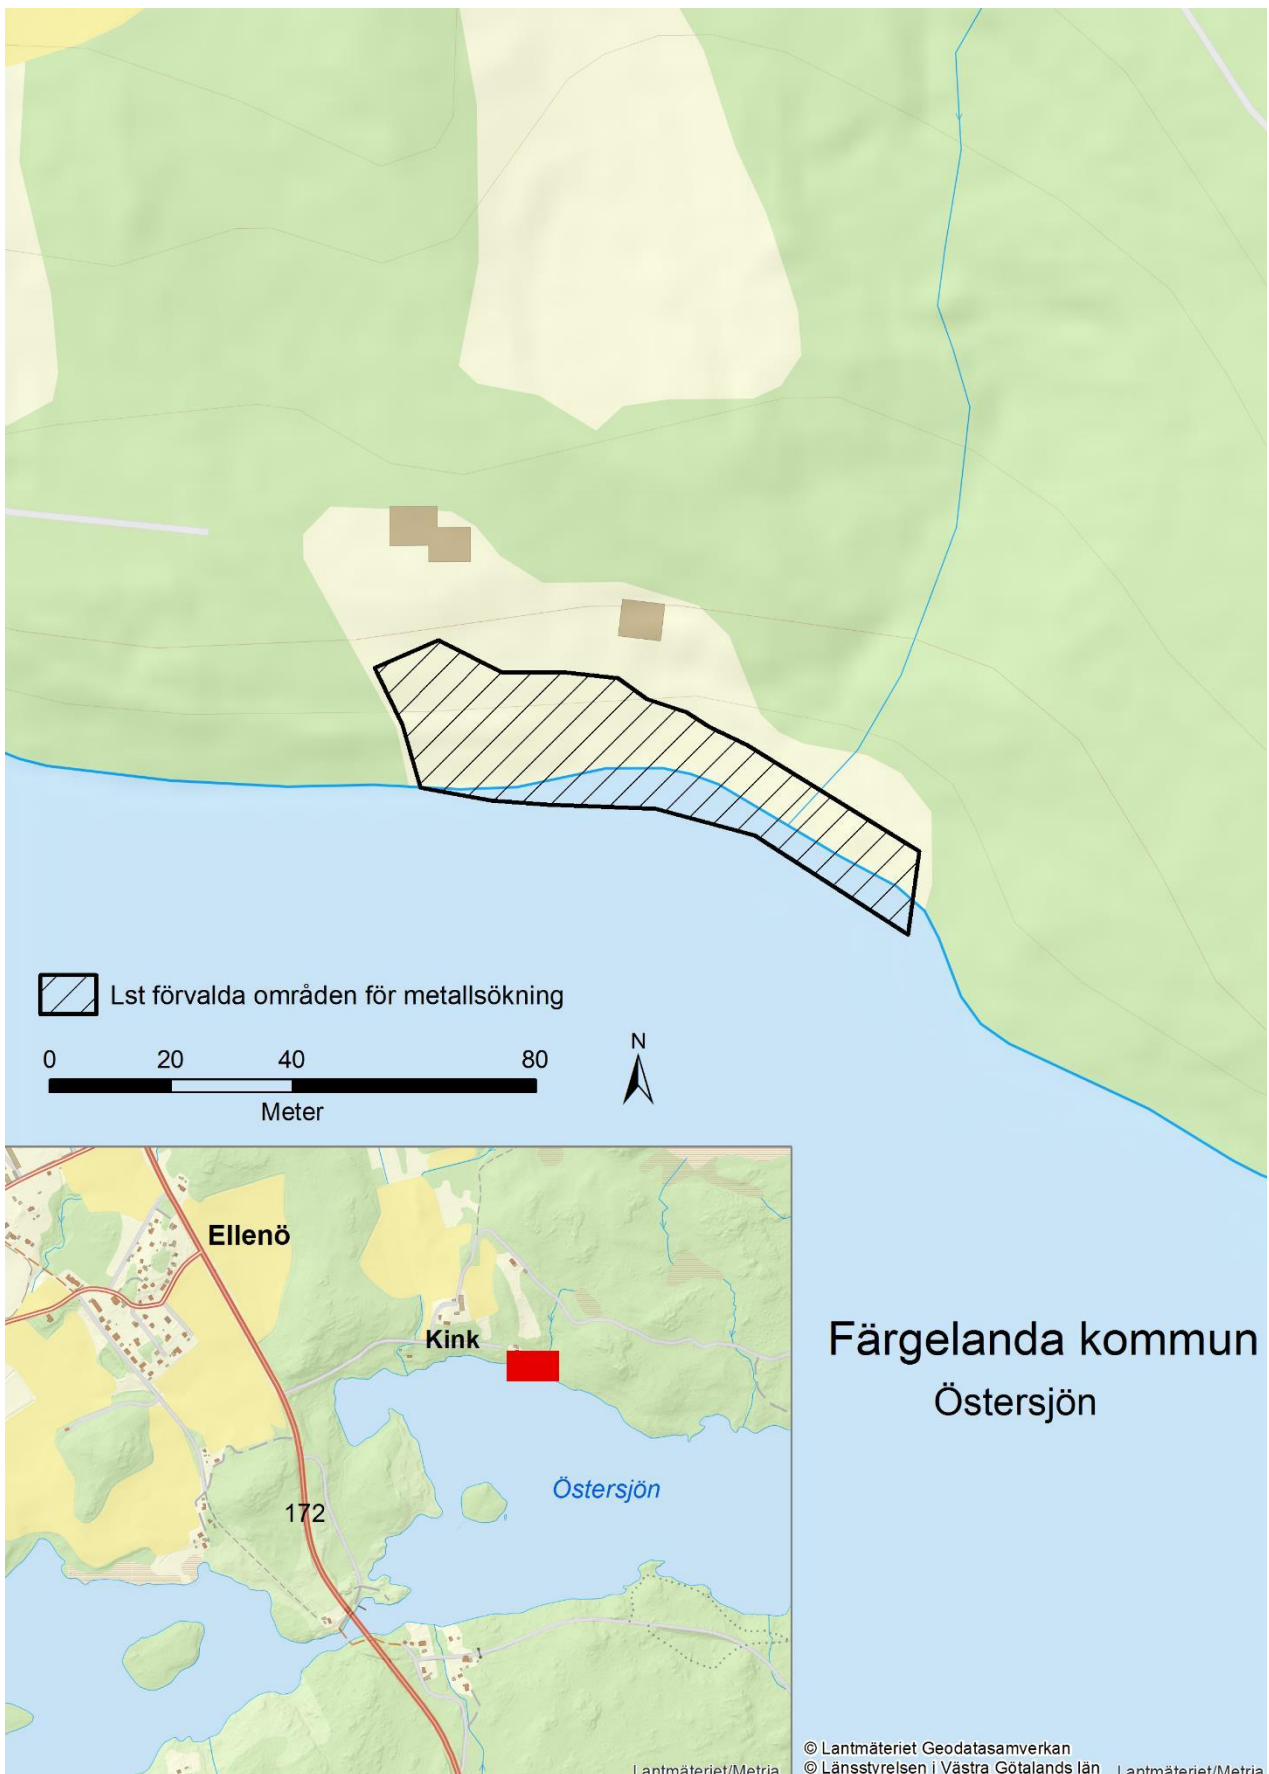 Lst förvalda områden för metallsökning
0 20 40 80
Meter
N
Ellenö
Kink
Östersjön
172
Lantmäteriet/Metria
Färgelanda kommun
Östersjön
© Lantmäteriet Geodatasamverkan
© Länsstyrelsen i Västra Götalands län Lantmäteriet/Metria